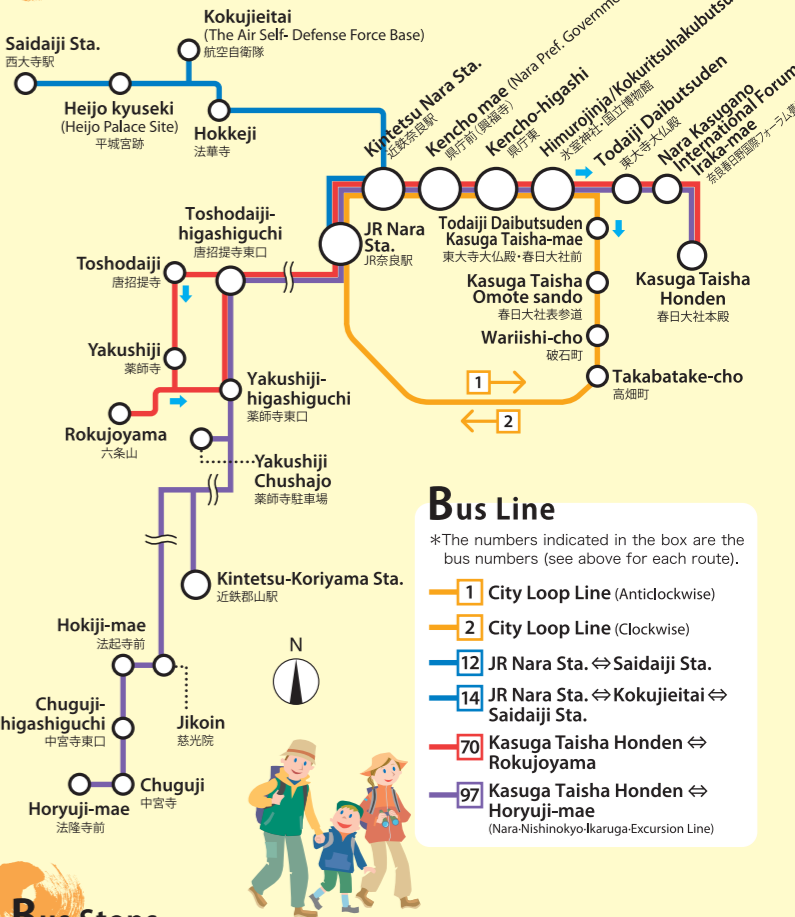 Kokujieitai
(The Air Self- Defense Force Base)
航空自衛隊
Saidaiji Sta.
西大寺駅
Heijo kyuseki
(Heijo Palace Site)
平城宮跡
Hokkeji
法華寺
Kintetsu Nara Sta.
近鉄奈良駅
Kencho mae (Nara Pref.
県庁前(興福寺)
Kencho-higashi
県庁東
Himurojinja/
氷室神社・国立博物館
Todaiji Daibutsuden
東大寺大仏殿
Nara Kasugano
International Forum
Iraka-mae
奈良春日野国際フォーラム
JR Nara
Sta.
JR奈良駅
Todaiji Daibutsuden
Kasuga Taisha-mae
東大寺大仏殿・春日大社前
Kasuga Taisha
Omote sando
春日大社表参道
Wariishi-cho
破石町
Takabatake-cho
高畑町
Kasuga Taisha
Honden
春日大社本殿
1
2
Toshodaiji-
higashiguchi
唐招提寺東口
Toshodaiji
唐招提寺
Yakushiji
薬師寺
Rokujoyama
六条山
Yakushiji-
higashiguchi
薬師寺東口
Yakushiji
Chushajo
薬師寺駐車場
Kintetsu-Koriyama Sta.
近鉄郡山駅
Hokiji-mae
法起寺前
Jikoin
慈光院
Chuguji-
higashiguchi
中宮寺東口
Chuguji
中宮寺
Horyuji-mae
法隆寺前
N
Bus Line
*The numbers indicated in the box are the
bus numbers (see above for each route).
1 City Loop Line (Anticlockwise)
2 City Loop Line (Clockwise)
12 JR Nara Sta. ⇔ Saidaiji Sta.
14 JR Nara Sta. ⇔ Kokujieitai ⇔
Saidaiji Sta.
70 Kasuga Taisha Honden ⇔
Rokujoyama
97 Kasuga Taisha Honden ⇔
Horyuji-mae
(Nara·Nishinokyo·Ikaruga·Excursion Line)
Bus Stops